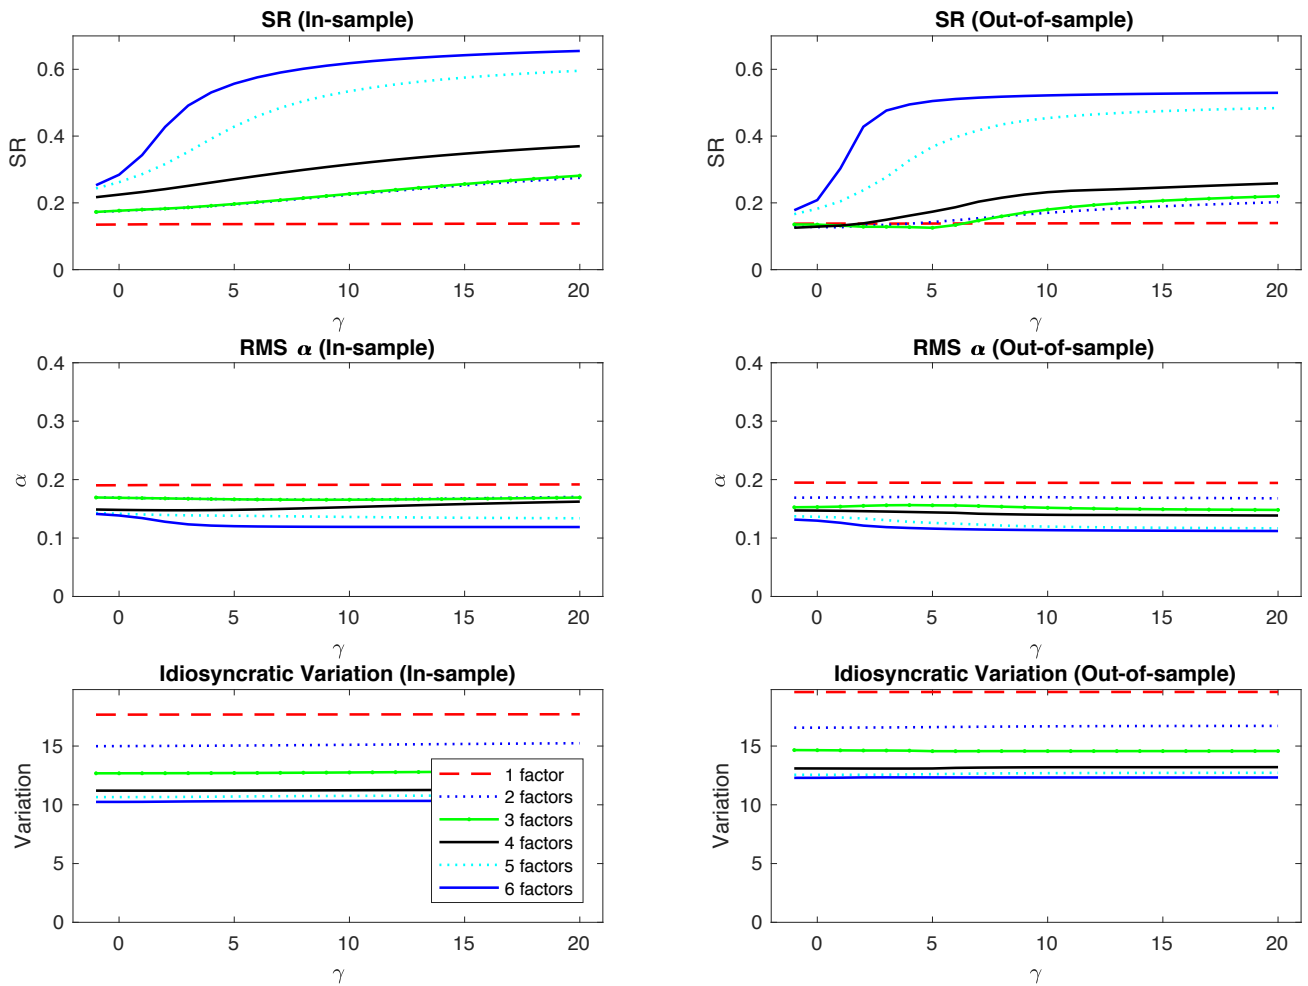 SR (In-sample)
SR
0.6
0.4
0.2
0
0 5 10 15 20
γ
SR (Out-of-sample)
SR
0.6
0.4
0.2
0
0 5 10 15 20
γ
RMS α (In-sample)
α
0.4
0.3
0.2
0.1
0
0 5 10 15 20
γ
RMS α (Out-of-sample)
α
0.4
0.3
0.2
0.1
0
0 5 10 15 20
γ
Idiosyncratic Variation (In-sample)
Variation
15
10
5
0
0 5 10 15 20
γ
1 factor
2 factors
3 factors
4 factors
5 factors
6 factors
Idiosyncratic Variation (Out-of-sample)
Variation
15
10
5
0
0 5 10 15 20
γ